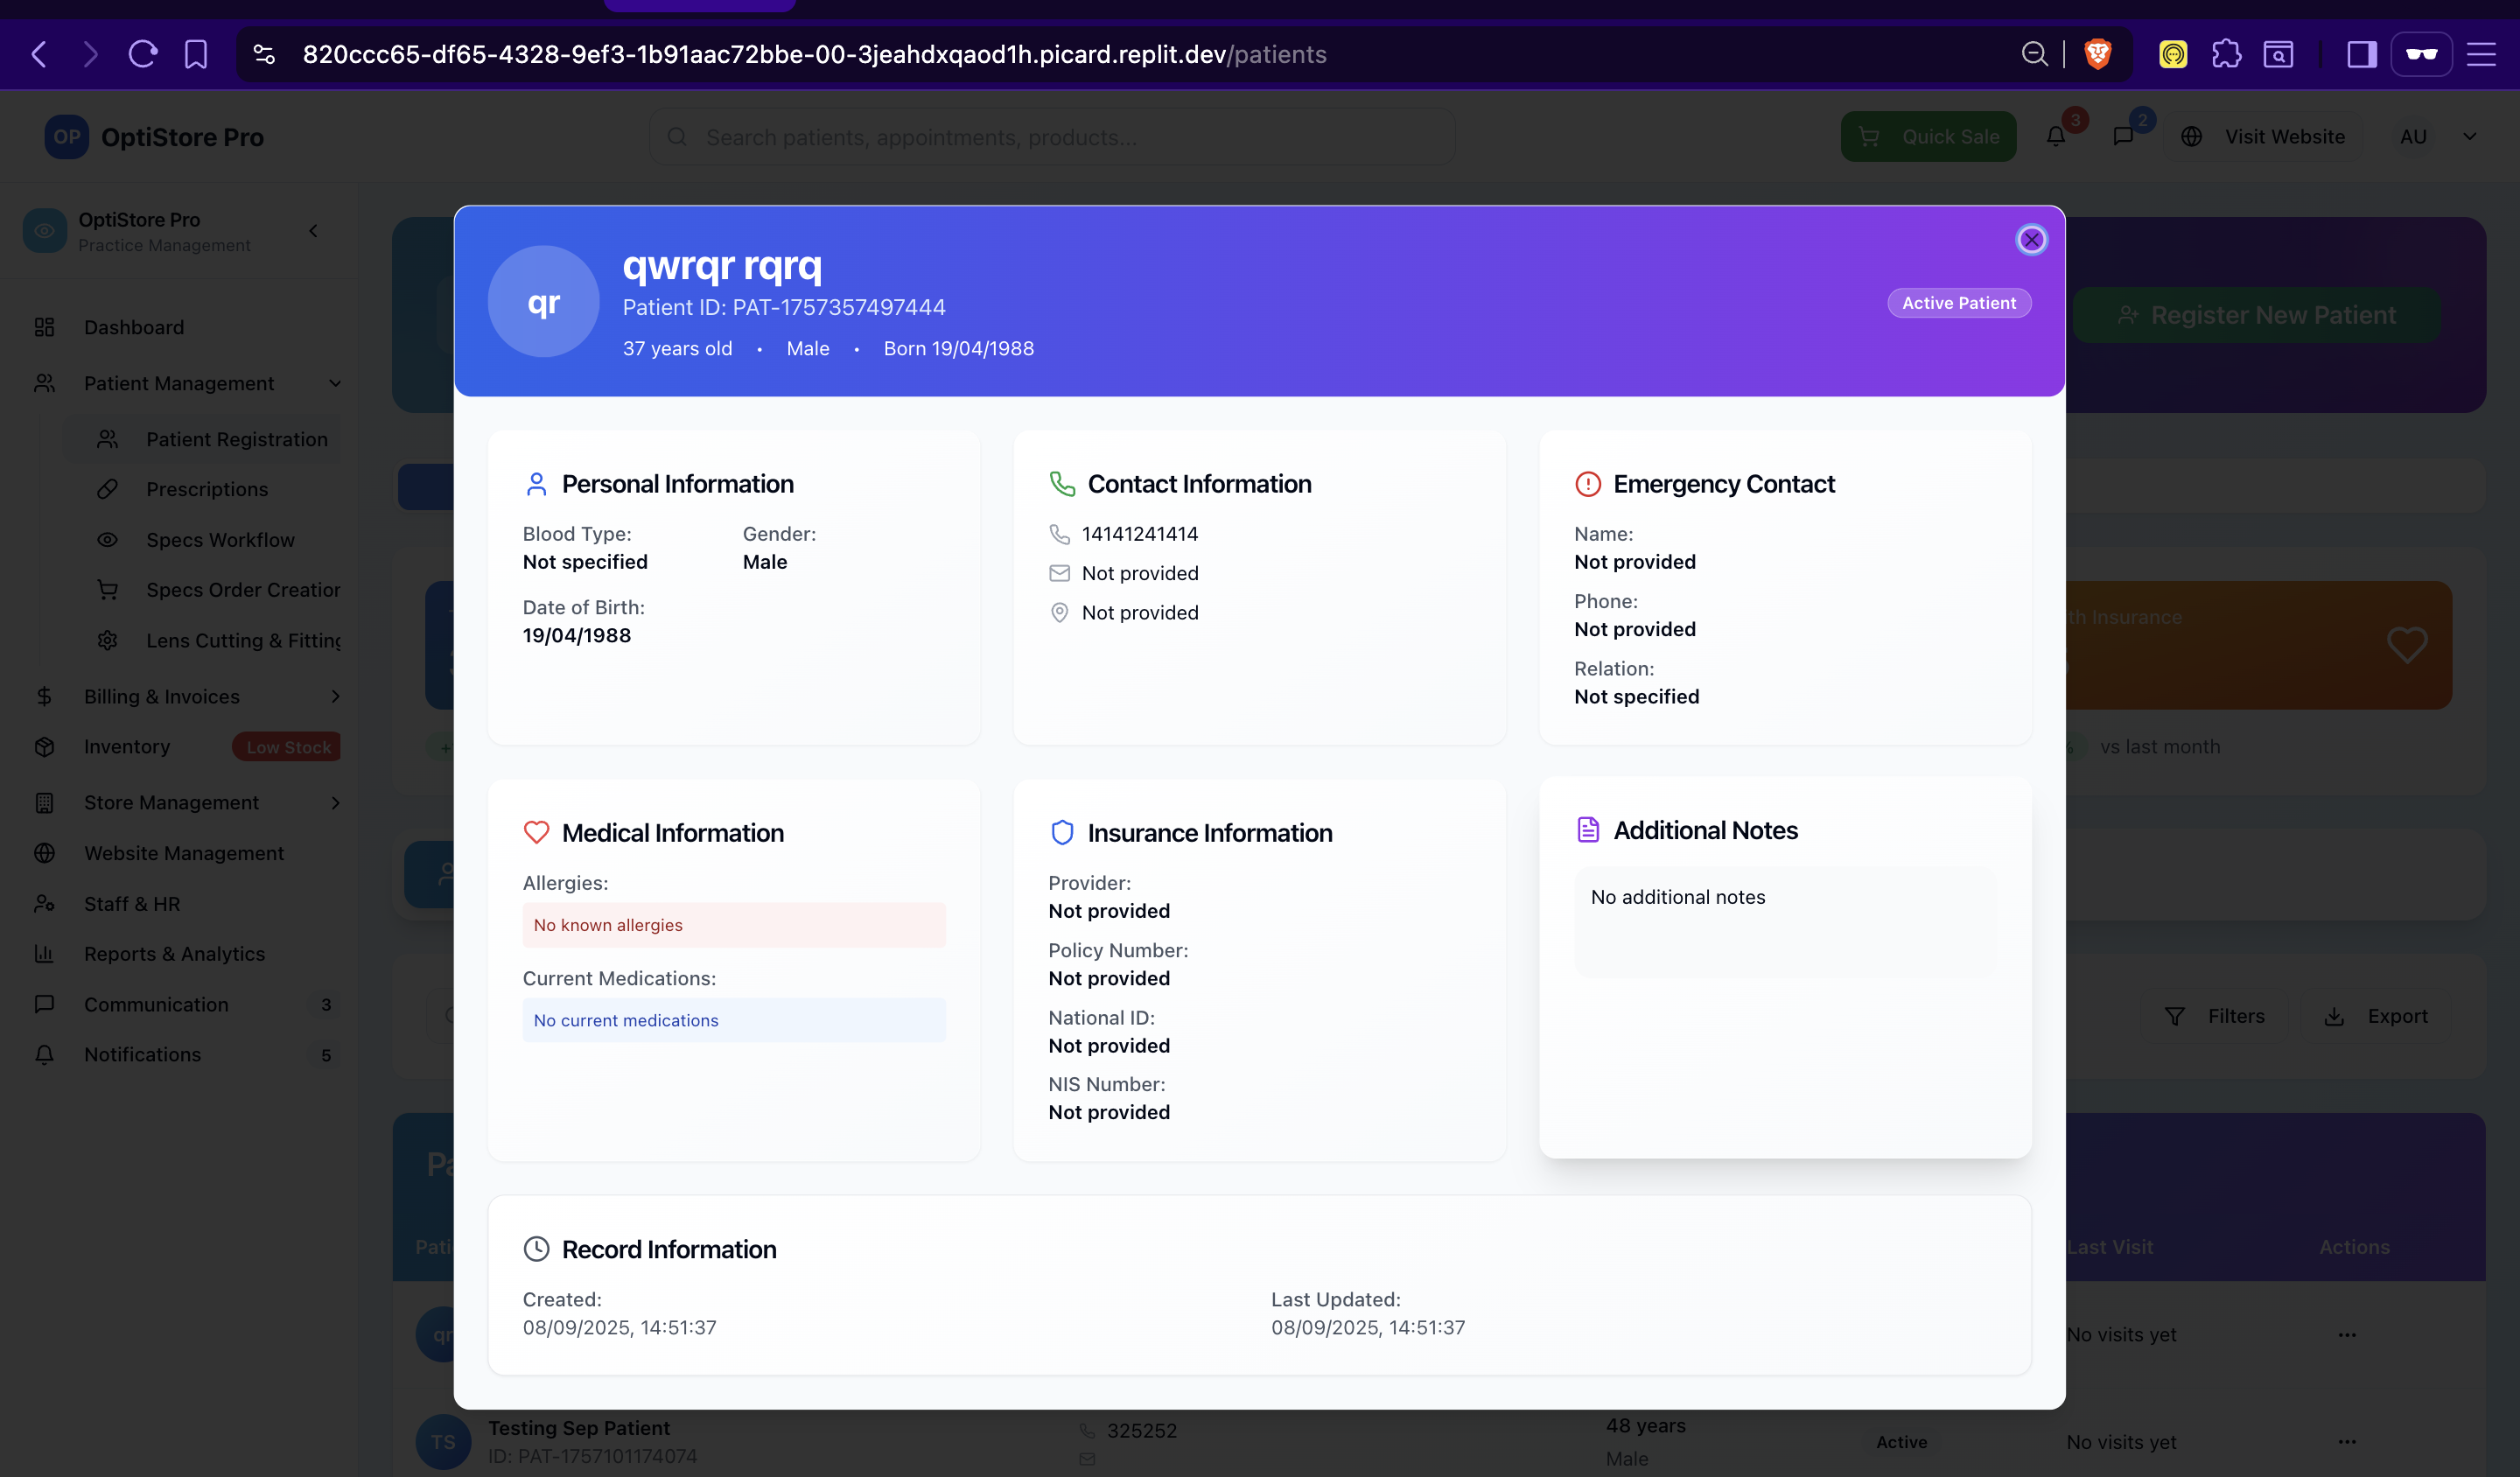 820ccc65-df65-4328-9ef3-1b91aac72bbe-00-3jeahdxqaod1h.picard.replit.dev/patients
OP OptiStore Pro
Search patients, appointments, products...
Quick Sale
3
2
Visit Website
AU
OptiStore Pro
Practice Management
Dashboard
Patient Management
Patient Registration
Prescriptions
Specs Workflow
Specs Order Creation
Lens Cutting & Fitting
Billing & Invoices
Inventory
Low Stock
Store Management
Website Management
Staff & HR
Reports & Analytics
Communication 3
Notifications 5
Register New Patient
qr
qwrqr rqrq
Patient ID: PAT-1757357497444
37 years old • Male • Born 19/04/1988
Active Patient
Personal Information
Blood Type:
Not specified
Gender:
Male
Date of Birth:
19/04/1988
Contact Information
14141241414
Not provided
Not provided
Emergency Contact
Name:
Not provided
Phone:
Not provided
Relation:
Not specified
Medical Information
Allergies:
No known allergies
Current Medications:
No current medications
Insurance Information
Provider:
Not provided
Policy Number:
Not provided
National ID:
Not provided
NIS Number:
Not provided
Additional Notes
No additional notes
Record Information
Created:
08/09/2025, 14:51:37
Last Updated:
08/09/2025, 14:51:37
th Insurance
vs last month
Filters
Export
Last Visit
Actions
qr
No visits yet
TS
Testing Sep Patient
ID: PAT-1757101174074
325252
48 years
Male
Active
No visits yet